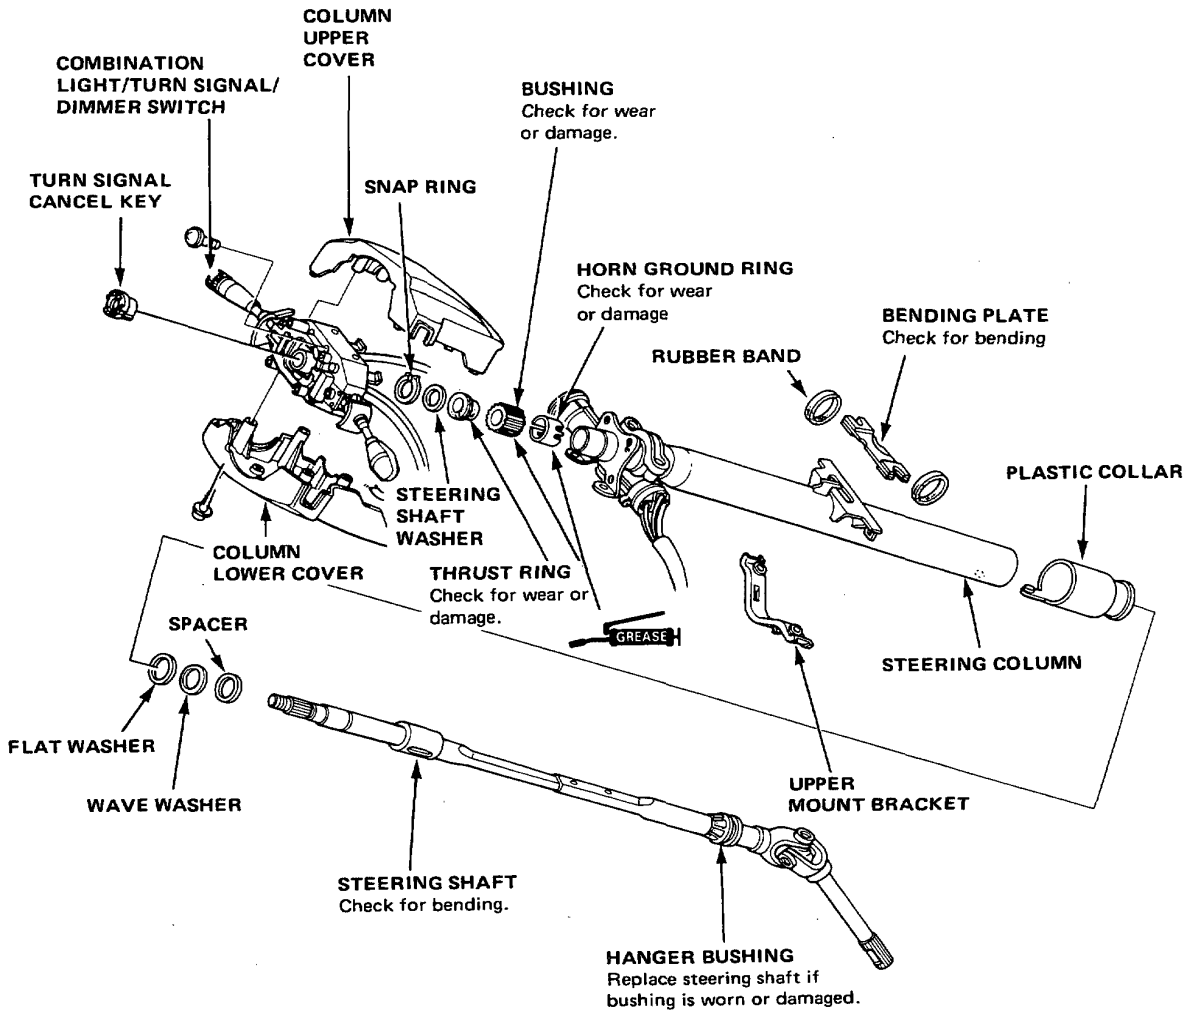 COLUMN
UPPER
COVER
COMBINATION
LIGHT/TURN SIGNAL/
DIMMER SWITCH
BUSHING
Check for wear
or damage.
TURN SIGNAL
CANCEL KEY
SNAP RING
HORN GROUND RING
Check for wear
or damage
BENDING PLATE
Check for bending
RUBBER BAND
PLASTIC COLLAR
STEERING
SHAFT
WASHER
COLUMN
LOWER COVER
THRUST RING
Check for wear or
damage.
GREASE
SPACER
STEERING COLUMN
FLAT WASHER
WAVE WASHER
UPPER
MOUNT BRACKET
STEERING SHAFT
Check for bending.
HANGER BUSHING
Replace steering shaft if
bushing is worn or damaged.